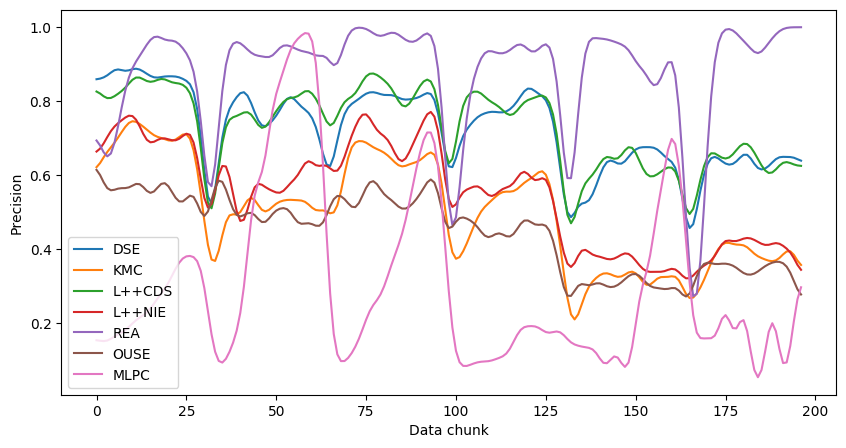 1.0
0.8
0.6
0.4
0.2
Precision
DSE
KMC
L++CDS
L++NIE
REA
OUSE
MLPC
0 25 50 75 100 125 150 175 200
Data chunk